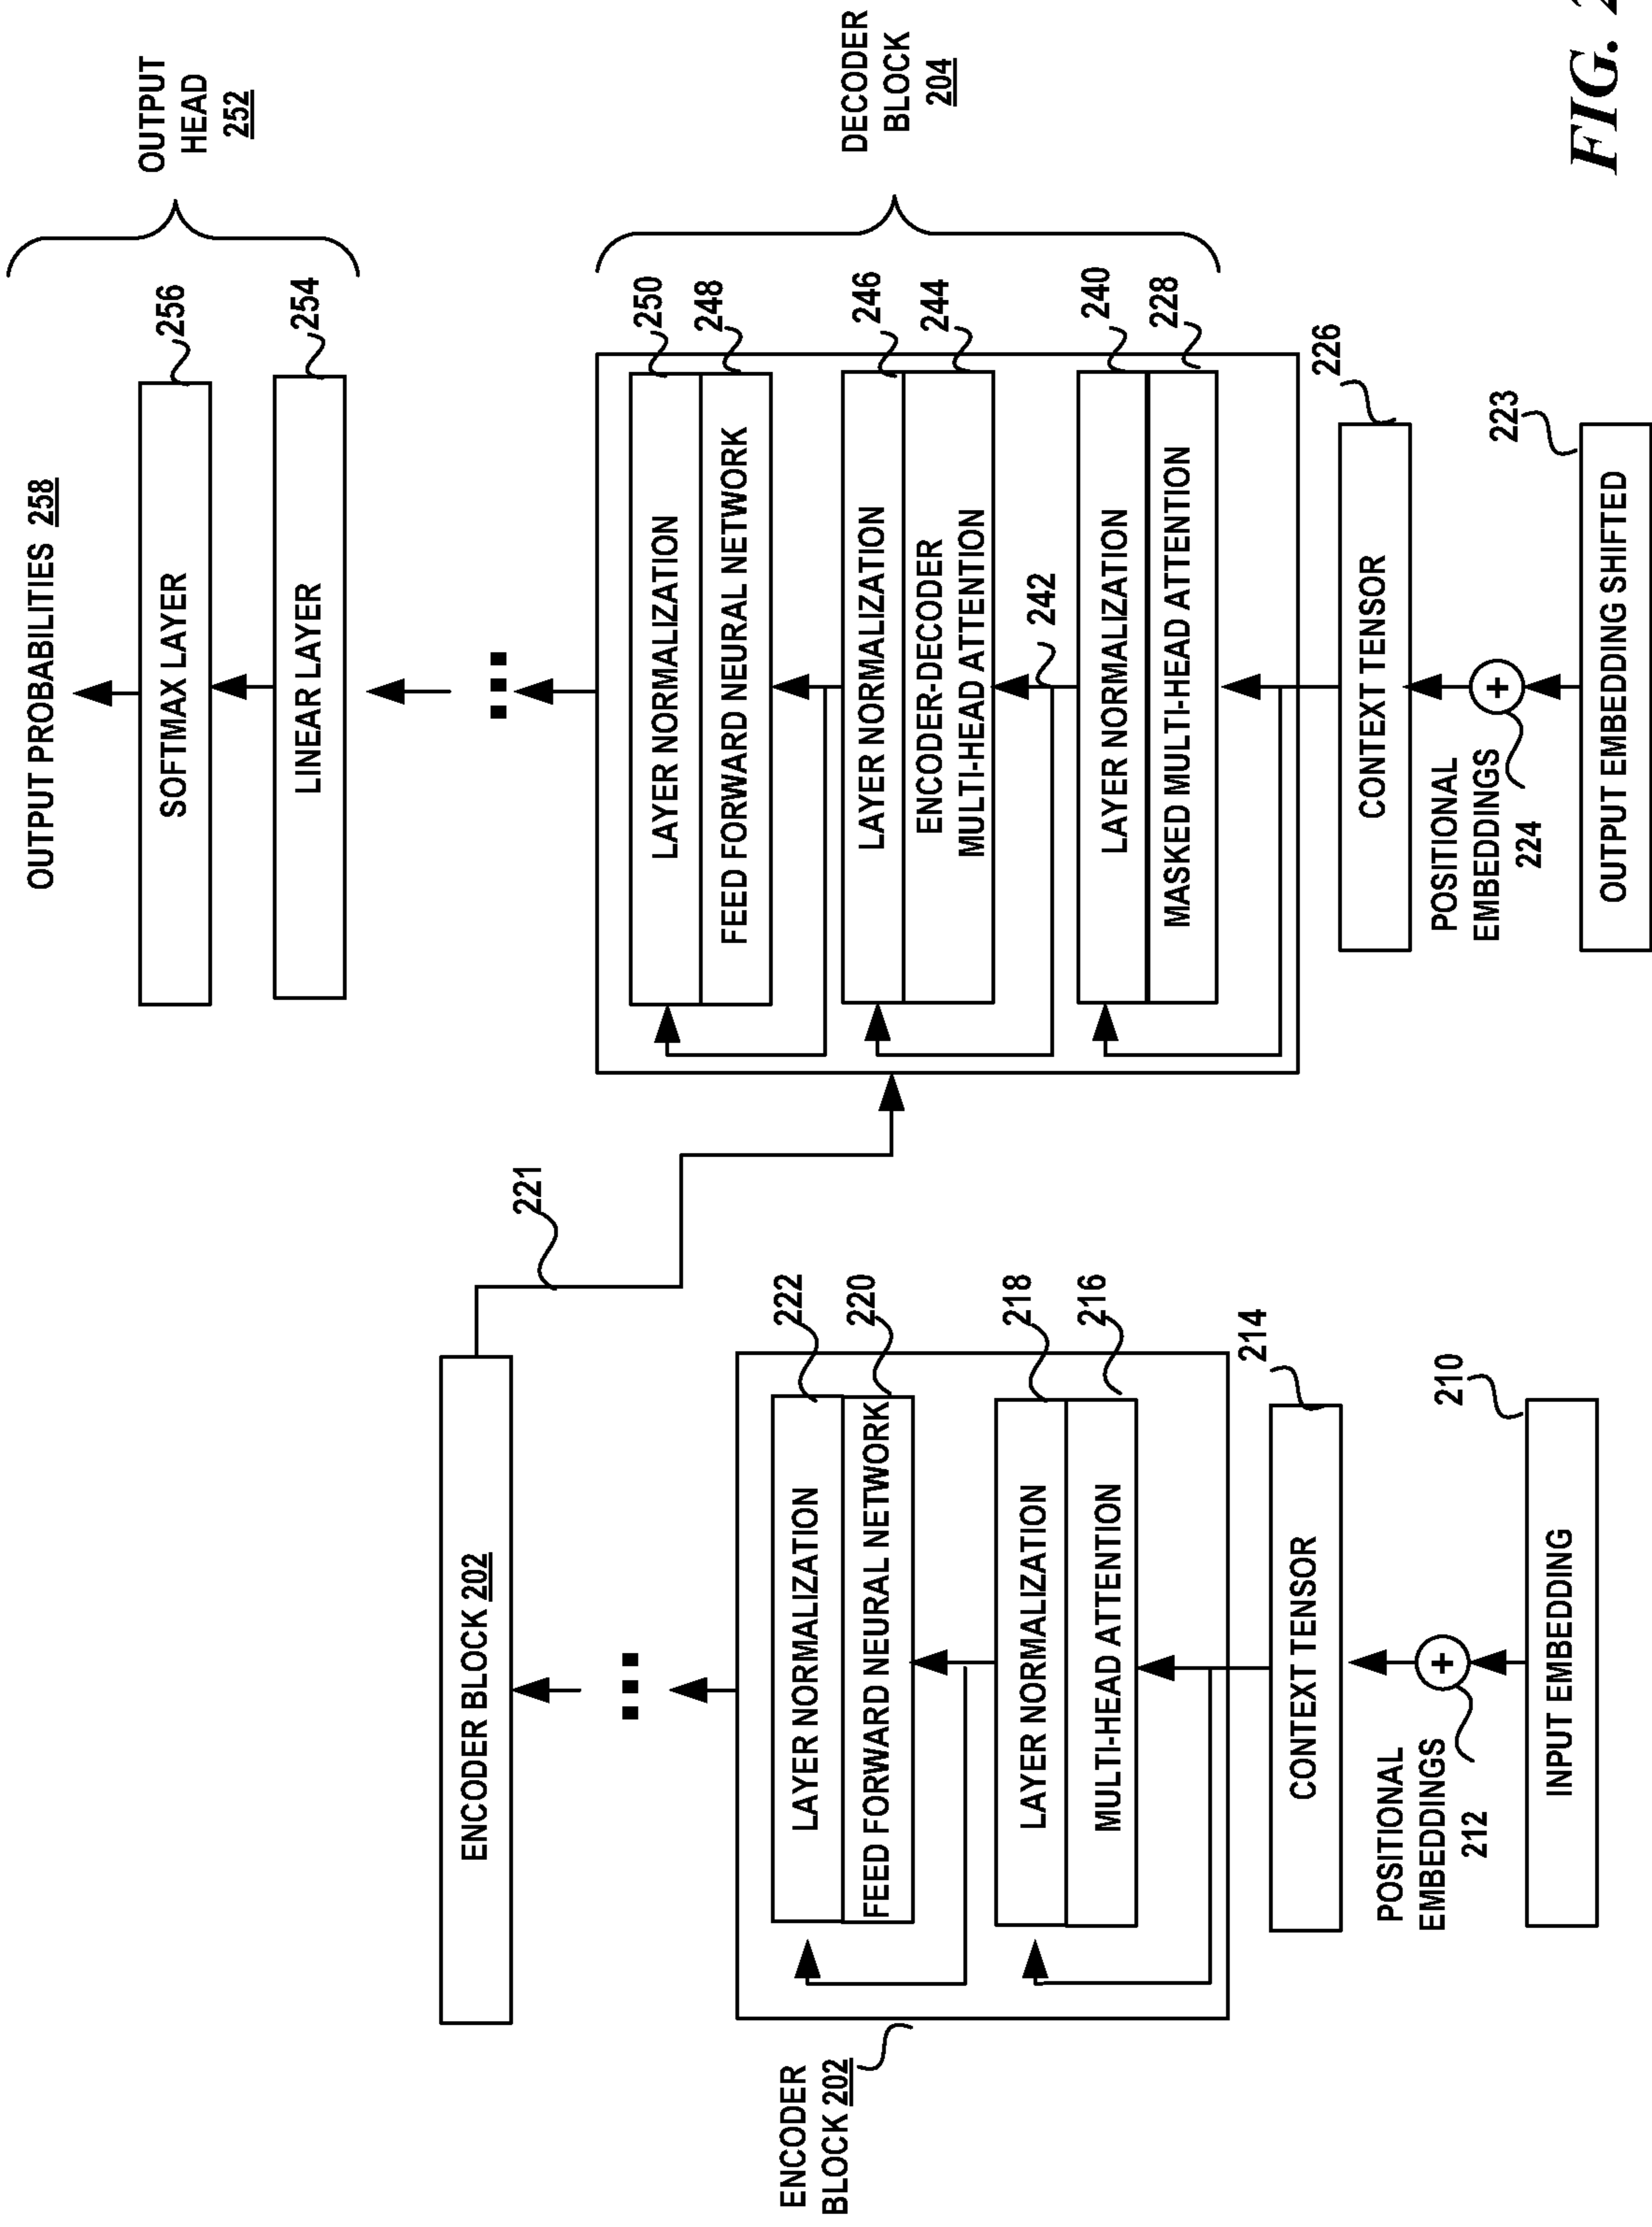 OUTPUT PROBABILITIES 258
SOFTMAX LAYER
256
LINEAR LAYER
254
OUTPUT
HEAD
252
ENCODER BLOCK 202
221
LAYER NORMALIZATION
250
FEED FORWARD NEURAL NETWORK
248
LAYER NORMALIZATION
246
ENCODER-DECODER
MULTI-HEAD ATTENTION
244
242
LAYER NORMALIZATION
240
MASKED MULTI-HEAD ATTENTION
228
DECODER
BLOCK
204
ENCODER
BLOCK 202
LAYER NORMALIZATION
222
FEED FORWARD NEURAL NETWORK
220
LAYER NORMALIZATION
218
MULTI-HEAD ATTENTION
216
CONTEXT TENSOR
214
POSITIONAL
EMBEDDINGS
212
+
INPUT EMBEDDING
210
CONTEXT TENSOR
226
POSITIONAL
EMBEDDINGS
224
+
OUTPUT EMBEDDING SHIFTED
223
FIG.